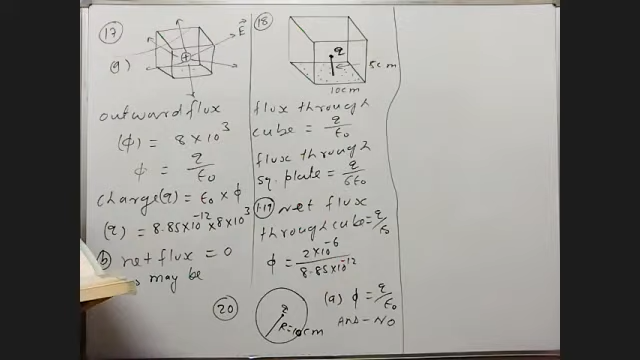 (17)
E
(a)
outward flux
(ϕ) = 8 × 10³
ϕ = q/ε₀
charge(q) = ε₀ × ϕ
(q) = 8.85×10⁻¹² × 8×10³
(b) net flux = 0
may be
(18)
q
5cm
10cm
flux through
cube = q/ε₀
flux through
sq. plate = q/6ε₀
1.19 net flux
through cube = q/ε₀
ϕ = 2×10⁻⁶/8.85×10⁻¹²
(20)
q
R=10cm
(a) ϕ = q/ε₀
Ans – NO